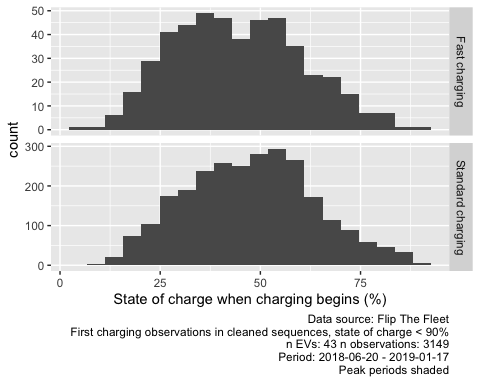 50
40
30
20
10
0
Fast charging
count
300
200
100
0
Standard charging
0
25
50
75
State of charge when charging begins (%)
Data source: Flip The Fleet
First charging observations in cleaned sequences, state of charge < 90%
n EVs: 43 n observations: 3149
Period: 2018-06-20 - 2019-01-17
Peak periods shaded